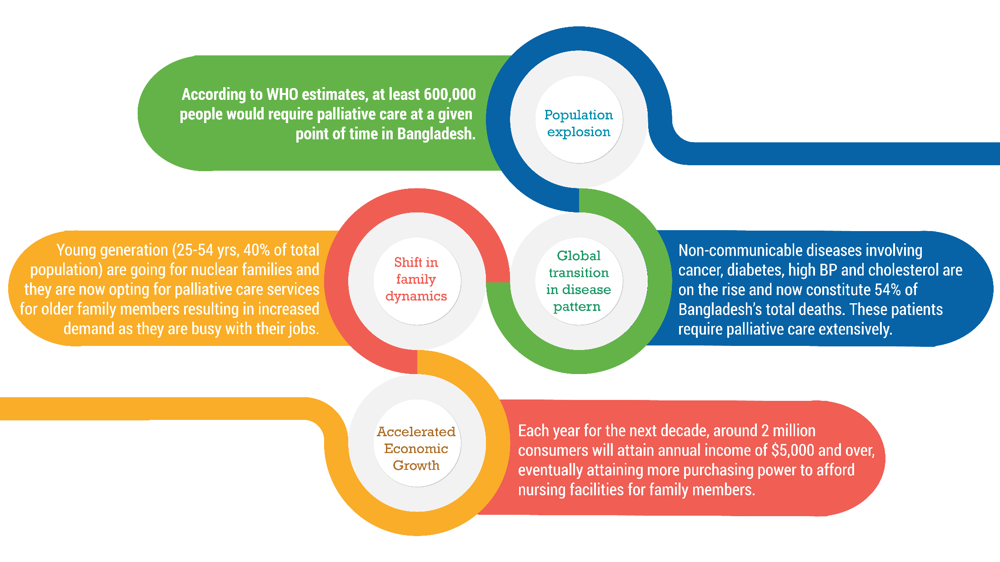 According to WHO estimates, at least 600,000
people would require palliative care at a given
point of time in Bangladesh.
Population
explosion
Young generation (25-54 yrs, 40% of total
population) are going for nuclear families and
they are now opting for palliative care services
for older family members resulting in increased
demand as they are busy with their jobs.
Shift in
family
dynamics
Global
transition
in disease
pattern
Non-communicable diseases involving
cancer, diabetes, high BP and cholesterol are
on the rise and now constitute 54% of
Bangladesh's total deaths. These patients
require palliative care extensively.
Accelerated
Economic
Growth
Each year for the next decade, around 2 million
consumers will attain annual income of $5,000 and over,
eventually attaining more purchasing power to afford
nursing facilities for family members.